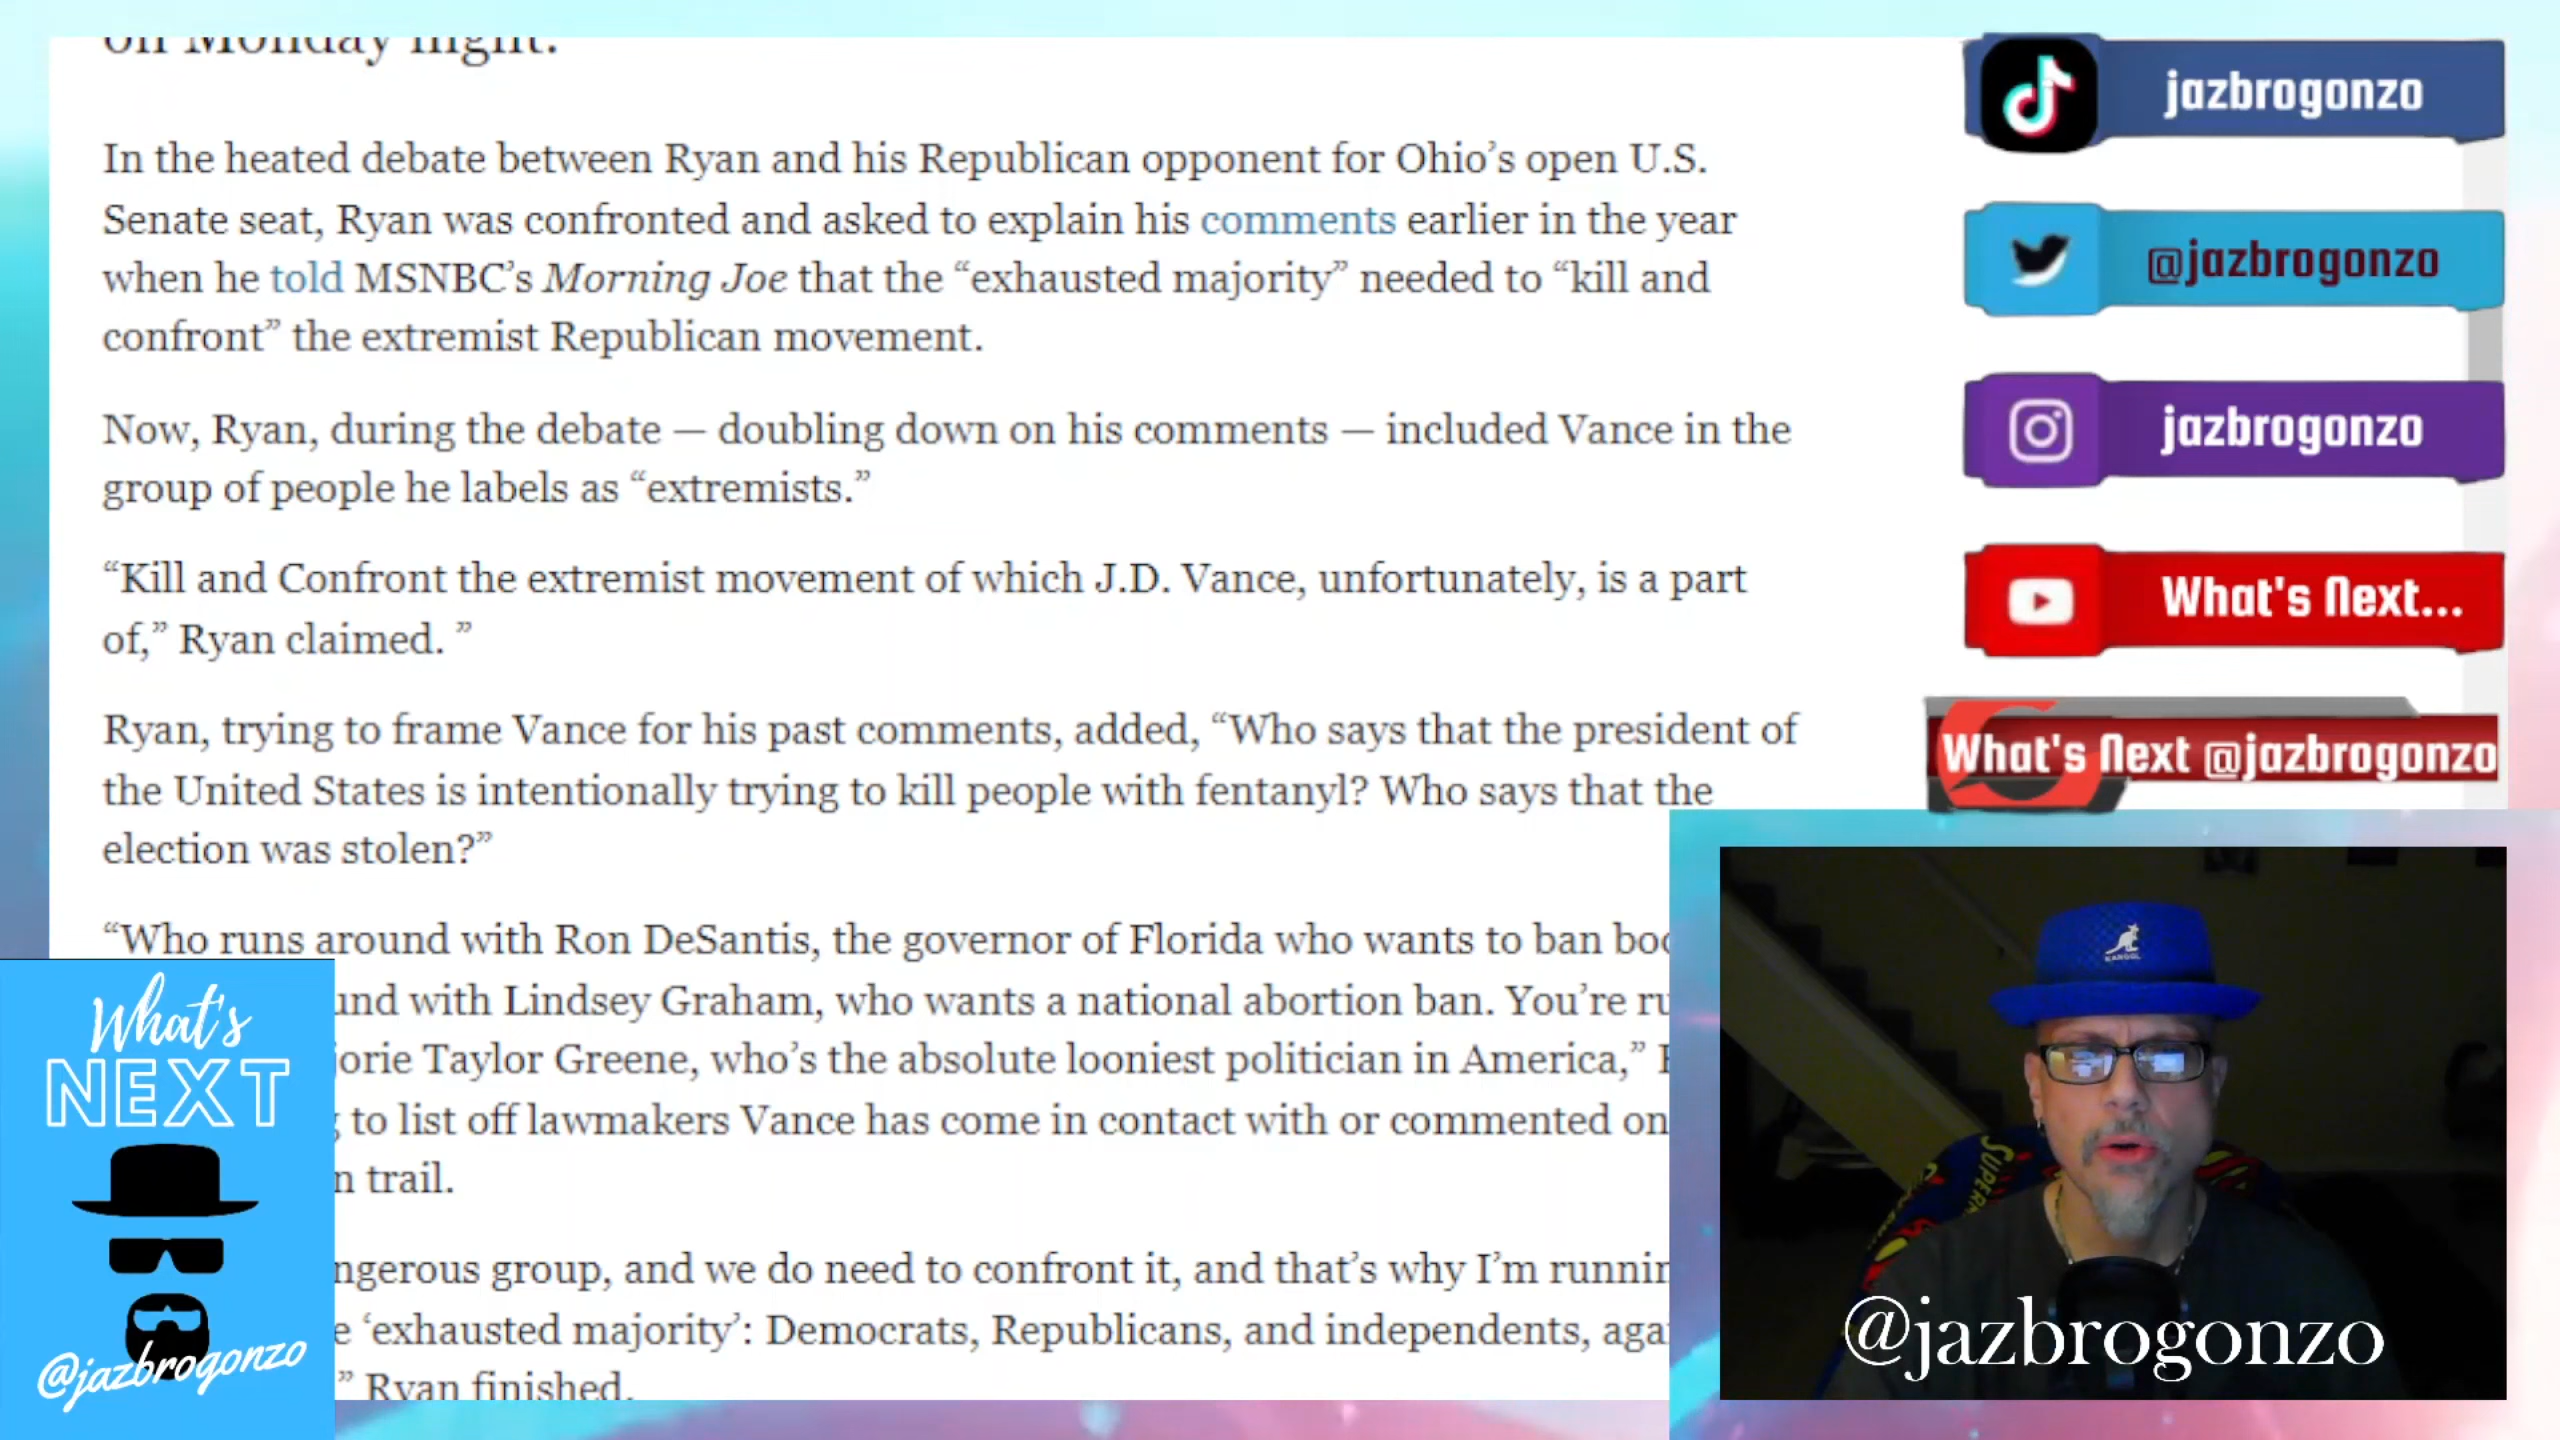 on Monday night.
In the heated debate between Ryan and his Republican opponent for Ohio’s open U.S.
Senate seat, Ryan was confronted and asked to explain his comments earlier in the year
when he told MSNBC’s Morning Joe that the “exhausted majority” needed to “kill and
confront” the extremist Republican movement.
Now, Ryan, during the debate — doubling down on his comments — included Vance in the
group of people he labels as “extremists.”
“Kill and Confront the extremist movement of which J.D. Vance, unfortunately, is a part
of,” Ryan claimed. ”
Ryan, trying to frame Vance for his past comments, added, “Who says that the president of
the United States is intentionally trying to kill people with fentanyl? Who says that the
election was stolen?”
“Who runs around with Ron DeSantis, the governor of Florida who wants to ban
with Lindsey Graham, who wants a national abortion ban. You’re
Taylor Greene, who’s the absolute looniest politician in America,”
to list off lawmakers Vance has come in contact with or commented on
trail.
group, and we do need to confront it, and that’s why I’m
‘exhausted majority’: Democrats, Republicans, and independents,
” Ryan finished.
jazbrogonzo
@jazbrogonzo
jazbrogonzo
What's Next...
What's Next @jazbrogonzo
What's
NEXT
@jazbrogonzo
KANGOL
SUPERM
@jazbrogonzo